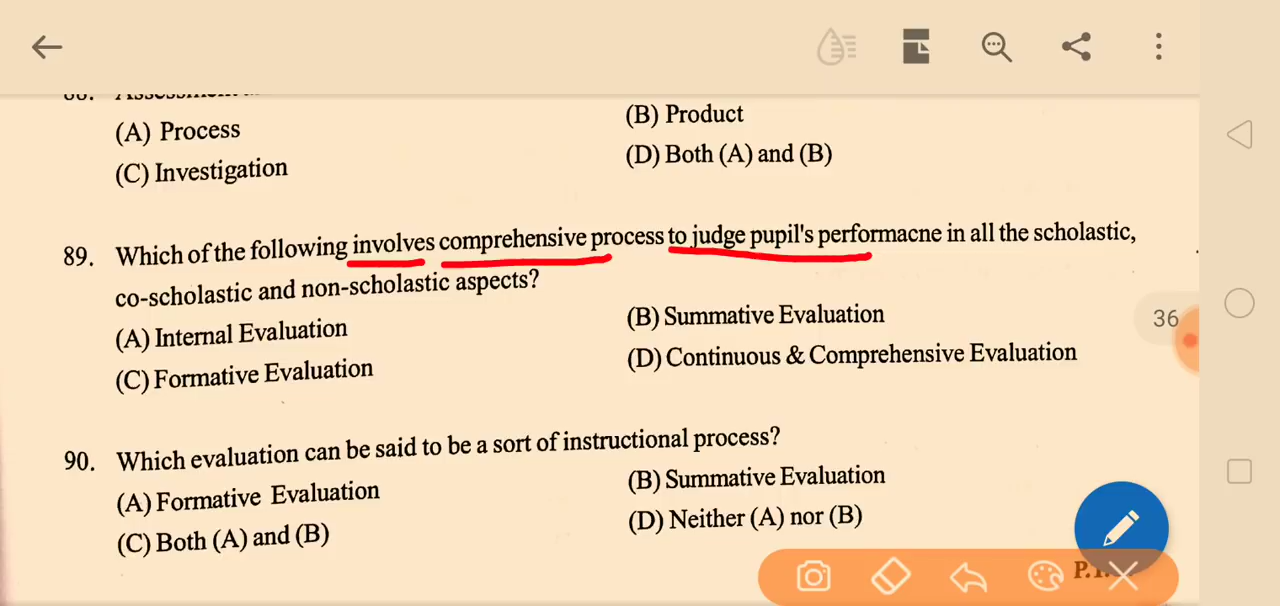 88.
(A) Process
(B) Product
(C) Investigation
(D) Both (A) and (B)
89. Which of the following involves comprehensive process to judge pupil's performacne in all the scholastic,
co-scholastic and non-scholastic aspects?
(A) Internal Evaluation
(B) Summative Evaluation
(C) Formative Evaluation
(D) Continuous & Comprehensive Evaluation
36
90. Which evaluation can be said to be a sort of instructional process?
(A) Formative Evaluation
(B) Summative Evaluation
(C) Both (A) and (B)
(D) Neither (A) nor (B)